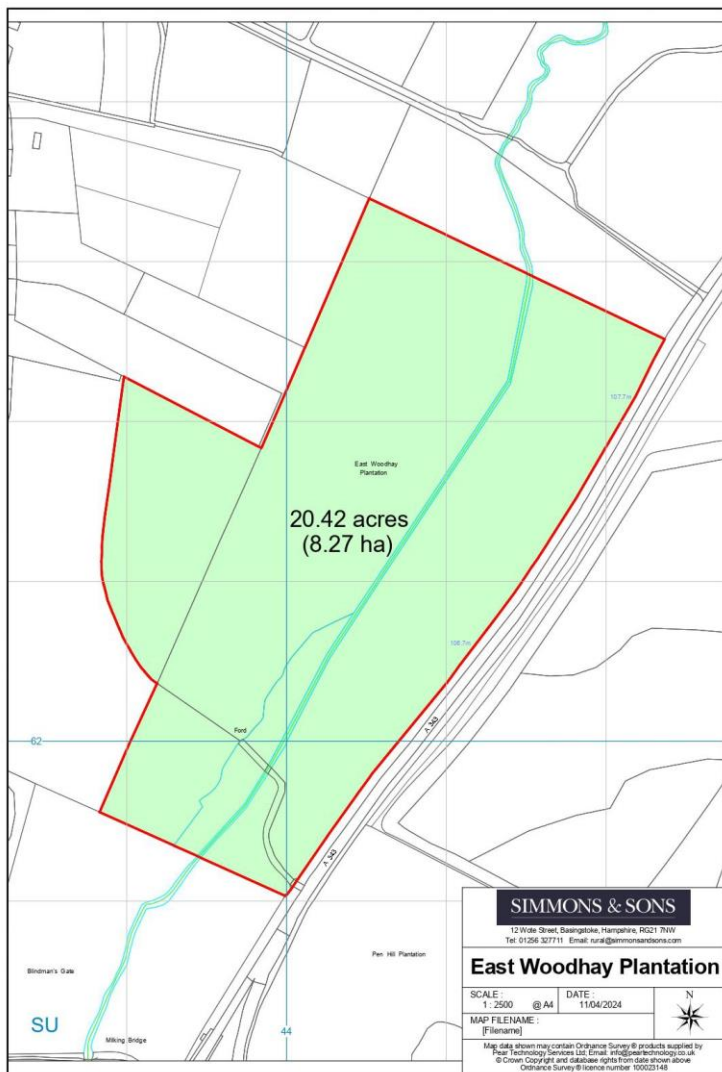 107.7m
East Woodhay
Plantation
20.42 acres
(8.27 ha)
108.7m
A 343
Ford
62
A 343
Pen Hill Plantation
Blindman's Gate
SU
44
Milking Bridge
SIMMONS & SONS
12 Wote Street, Basingstoke, Hampshire, RG21 7NW
Tel: 01256 327711 Email: rural@simmonsandsons.com
East Woodhay Plantation
SCALE :
1 : 2500 @ A4
DATE :
11/04/2024
N
MAP FILENAME :
[Filename]
Map data shown may contain Ordnance Survey ® products supplied by
Pear Technology Services Ltd; Email: info@peartechnology.co.uk
© Crown Copyright and database rights from date shown above
Ordnance Survey ® licence number 100023148